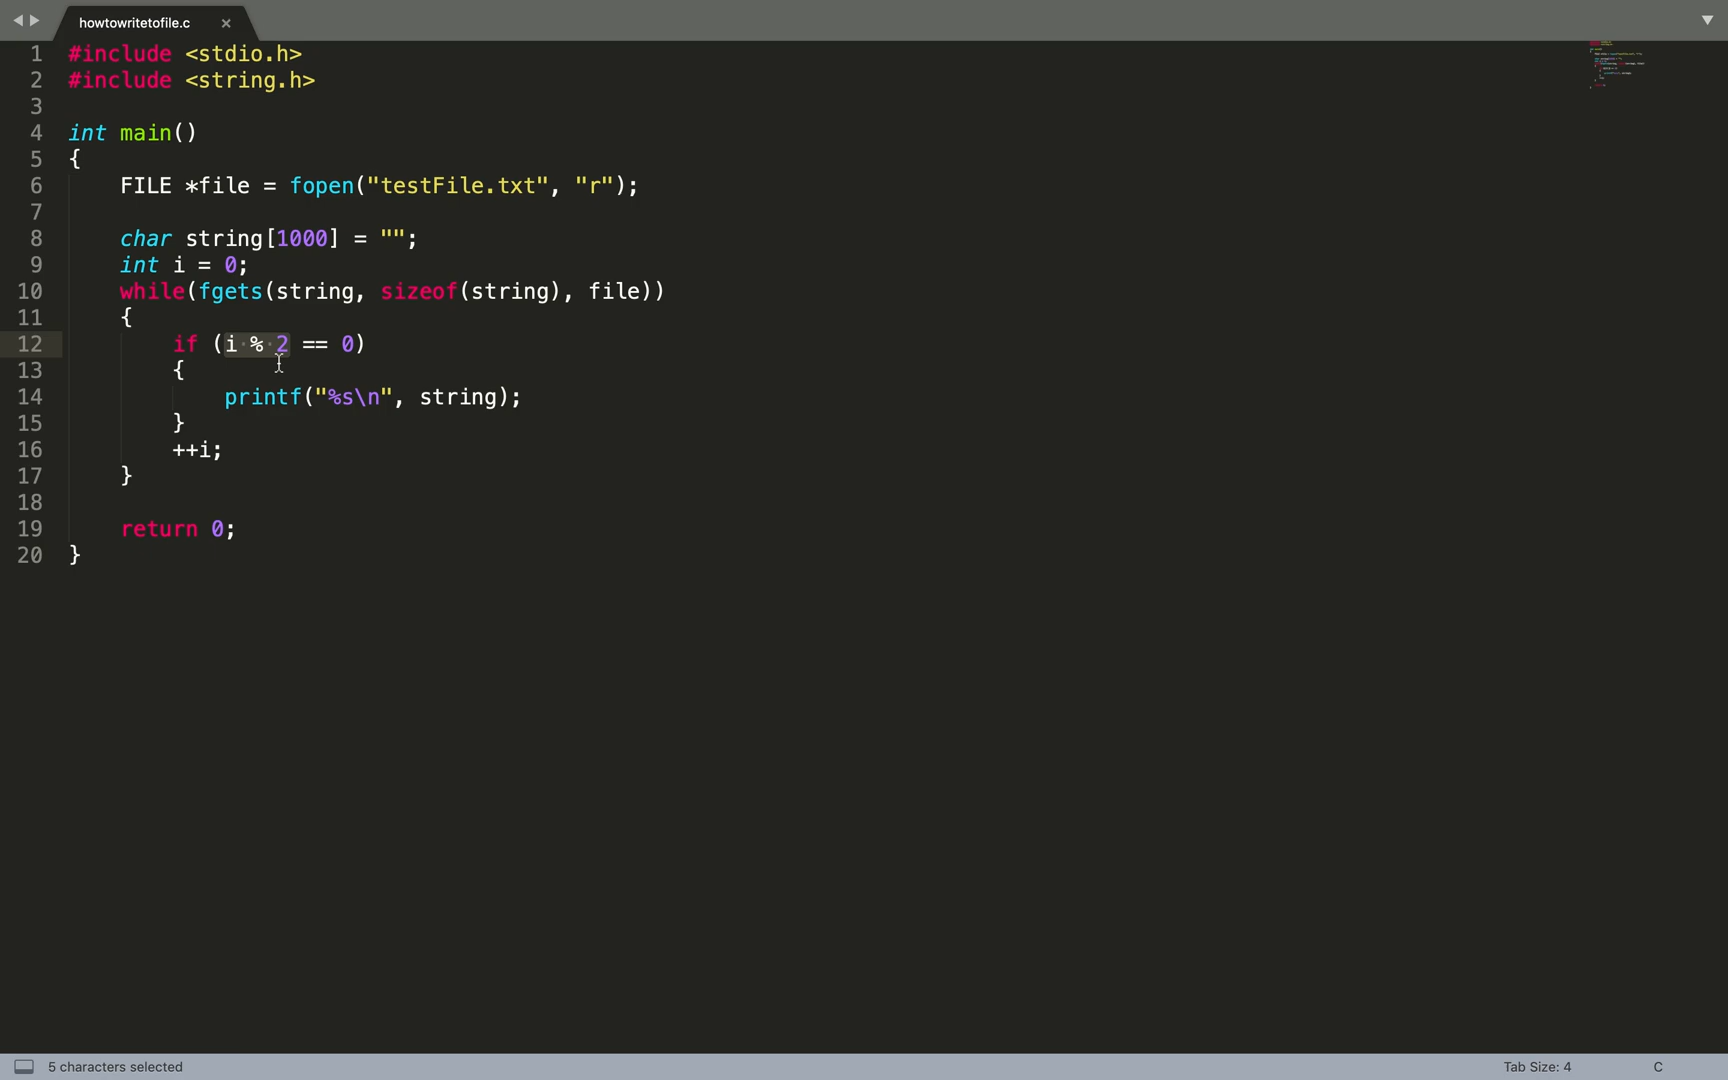 howtowritetofile.c ×
1 #include <stdio.h>
2 #include <string.h>
3
4 int main()
5 {
6 FILE *file = fopen("testFile.txt", "r");
7
8 char string[1000] = "";
9 int i = 0;
10 while(fgets(string, sizeof(string), file))
11 {
12 if (i % 2 == 0)
13 {
14 printf("%s\n", string);
15 }
16 ++i;
17 }
18
19 return 0;
20 }
5 characters selected
Tab Size: 4
C